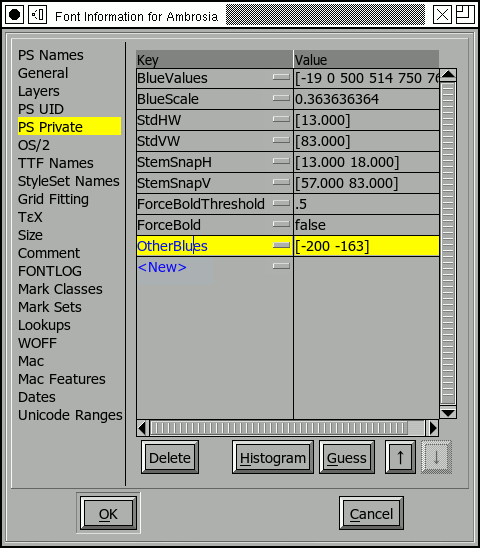 Font Information for Ambrosia
PS Names
General
Layers
PS UID
PS Private
OS/2
TTF Names
StyleSet Names
Grid Fitting
ΤεΧ
Size
Comment
FONTLOG
Mark Classes
Mark Sets
Lookups
WOFF
Mac
Mac Features
Dates
Unicode Ranges
Key Value
BlueValues [-19 0 500 514 750 76
BlueScale 0.363636364
StdHW [13.000]
StdVW [83.000]
StemSnapH [13.000 18.000]
StemSnapV [57.000 83.000]
ForceBoldThreshold .5
ForceBold false
OtherBlues [-200 -163]
<New>
Delete Histogram Guess ↑ ↓
OK Cancel